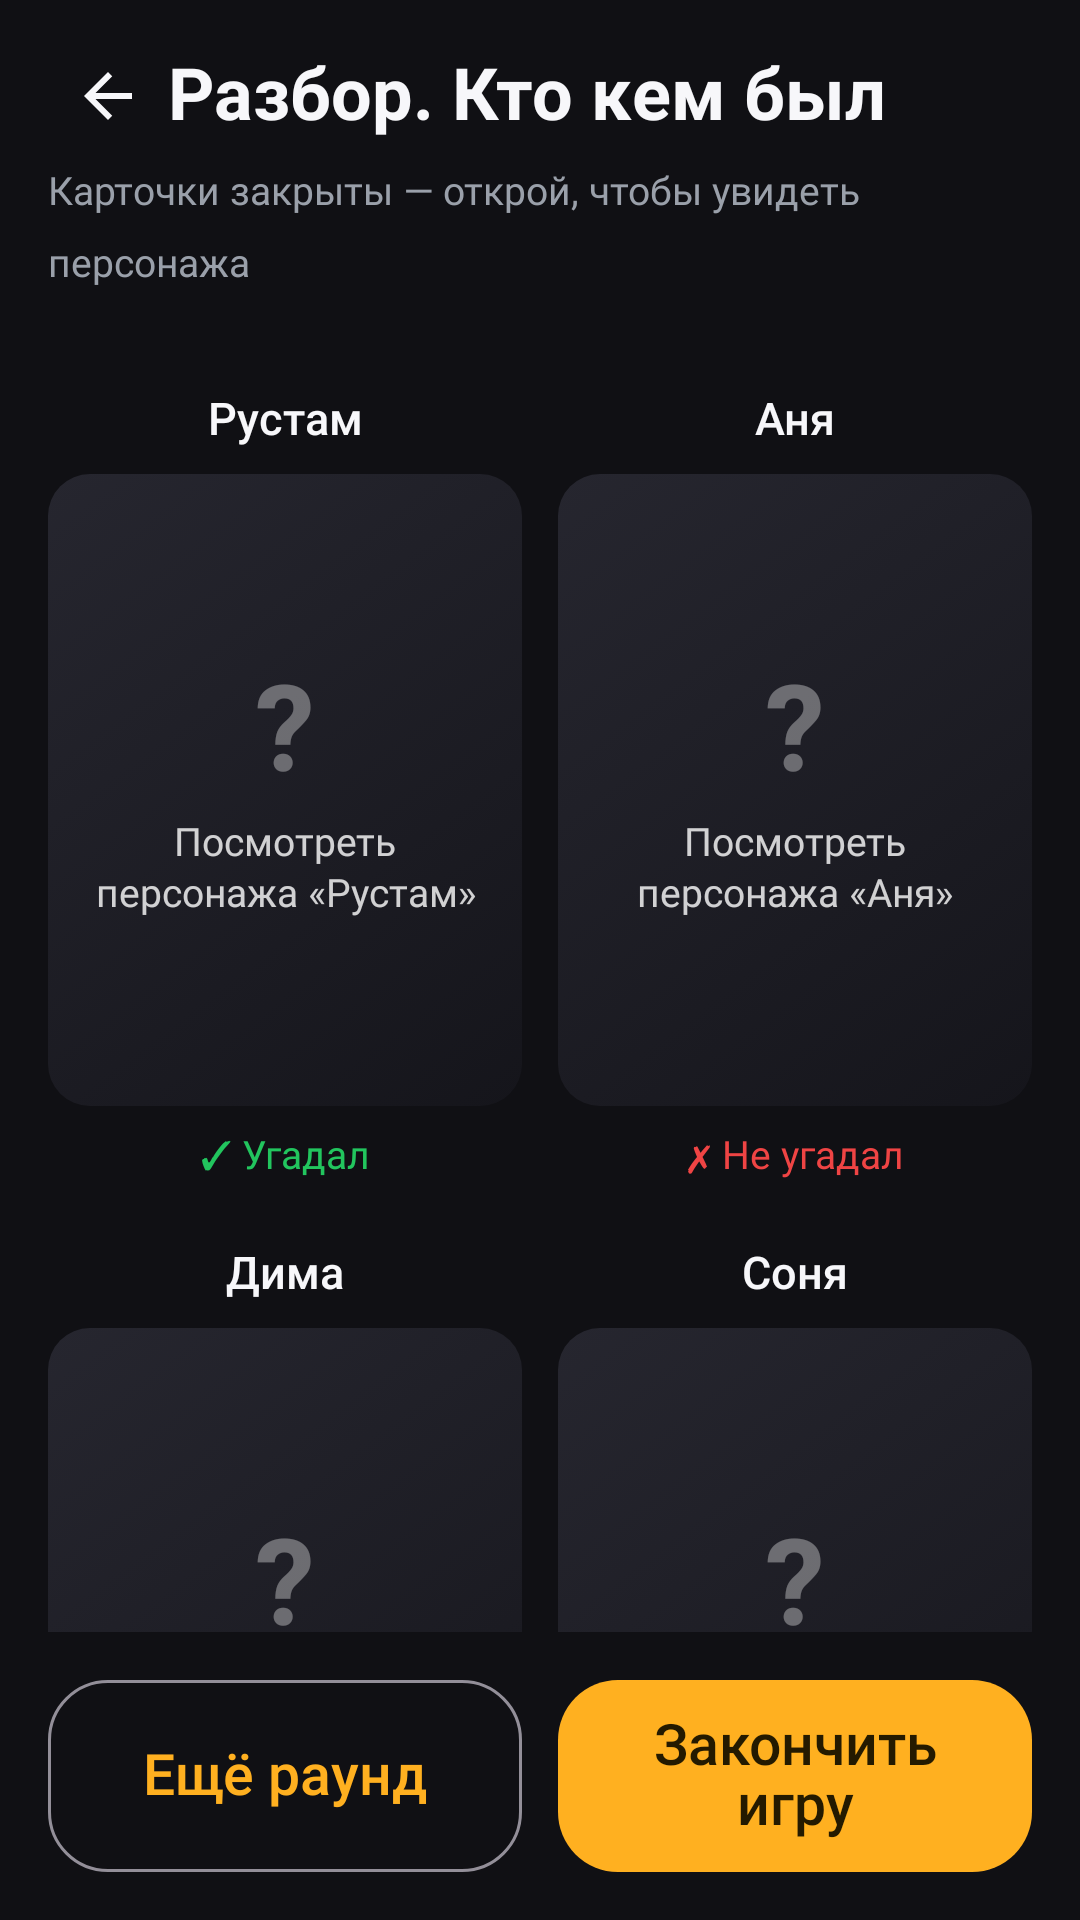 Разбор. Кто кем был
Карточки закрыты — открой, чтобы увидеть
персонажа
Рустам
Аня
?
Посмотреть
персонажа «Рустам»
?
Посмотреть
персонажа «Аня»
✓ Угадал
✗ Не угадал
Дима
Соня
?
?
Ещё раунд
Закончить
игру